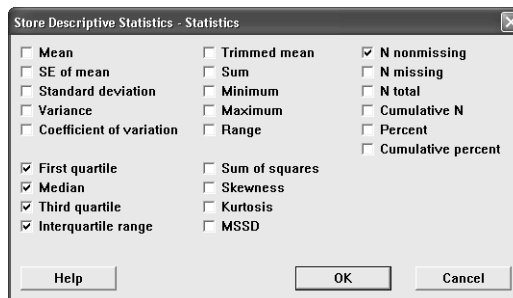 Store Descriptive Statistics - Statistics
Mean
SE of mean
Standard deviation
Variance
Coefficient of variation
First quartile
Median
Third quartile
Interquartile range
Trimmed mean
Sum
Minimum
Maximum
Range
Sum of squares
Skewness
Kurtosis
MSSD
N nonmissing
N missing
N total
Cumulative N
Percent
Cumulative percent
Help
OK
Cancel